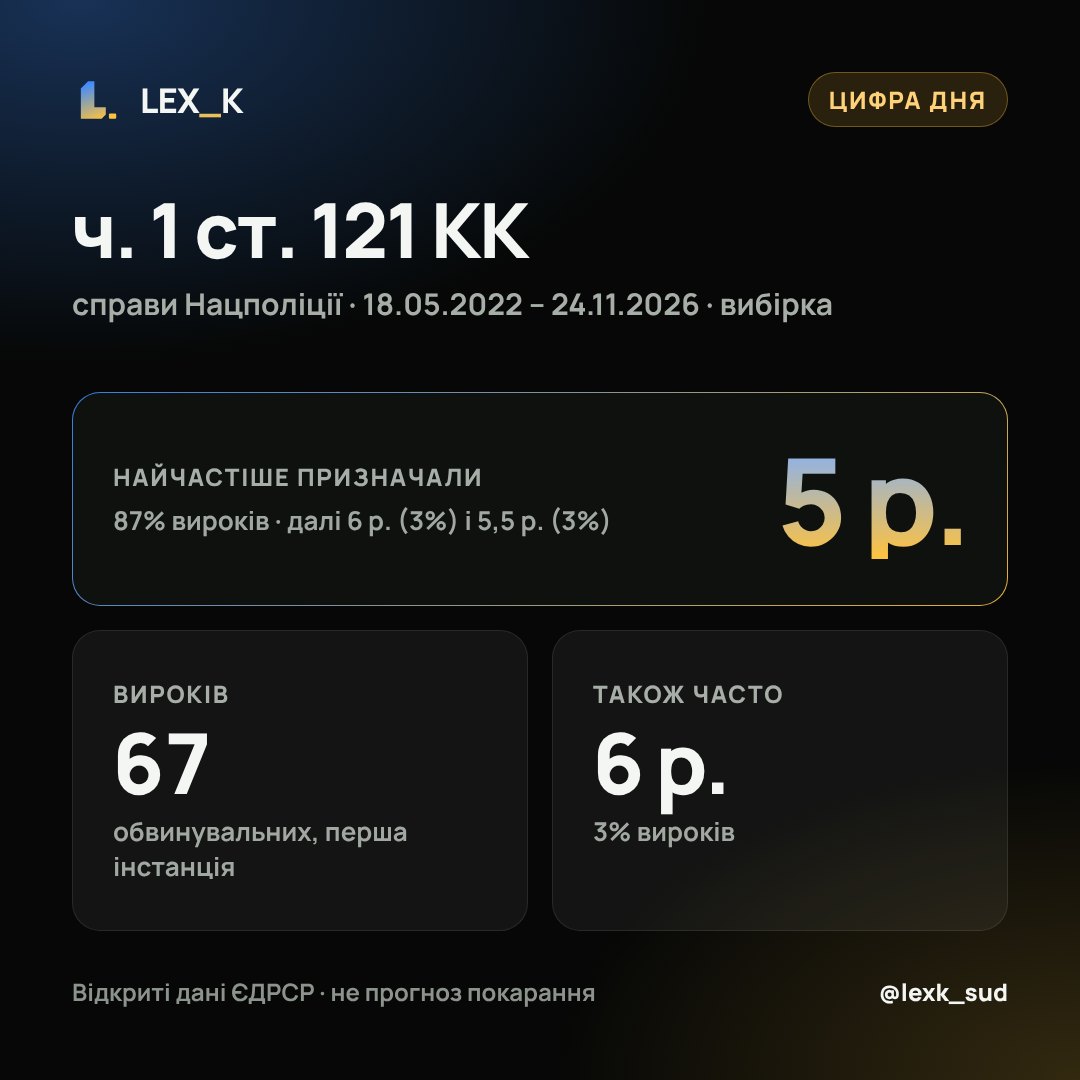 LEX_K
ЦИФРА ДНЯ
ч. 1 ст. 121 КК
справи Нацполіції · 18.05.2022 – 24.11.2026 · вибірка
НАЙЧАСТІШЕ ПРИЗНАЧАЛИ
87% вироків · далі 6 р. (3%) і 5,5 р. (3%)
5 р.
ВИРОКІВ
67
обвинувальних, перша
інстанція
ТАКОЖ ЧАСТО
6 р.
3% вироків
Відкриті дані ЄДРСР · не прогноз покарання
@lexk_sud